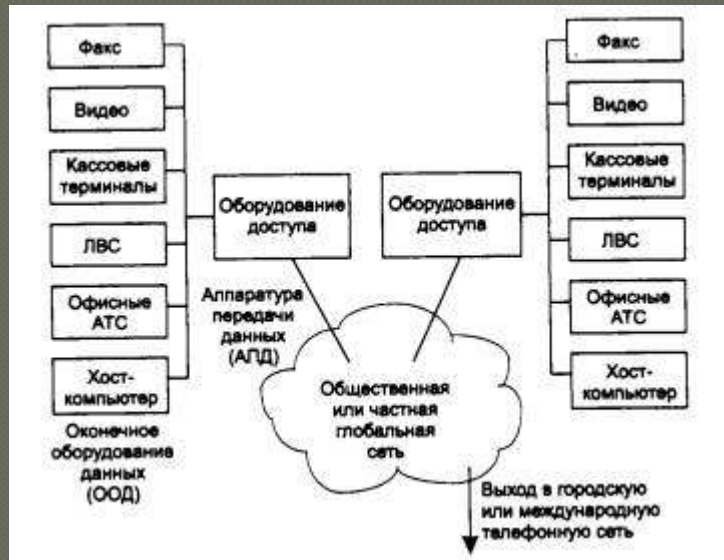 Факс
Видео
Кассовые
терминалы
ЛВС
Офисные
АТС
Хост-
компьютер
Оконечное
оборудование
данных
(ООД)
Оборудование
доступа
Аппаратура
передачи
данных
(АПД)
Оборудование
доступа
Общественная
или частная
глобальная
сеть
Факс
Видео
Кассовые
терминалы
ЛВС
Офисные
АТС
Хост-
компьютер
Выход в городскую
или международную
телефонную сеть